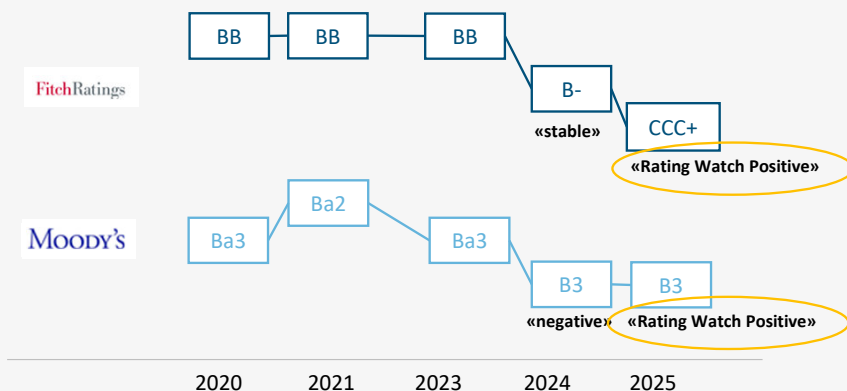 BB BB BB
FitchRatings
B-
«stable»
CCC+
«Rating Watch Positive»
Ba2
MOODY'S
Ba3 Ba3
B3 B3
«negative» «Rating Watch Positive»
2020 2021 2023 2024 2025